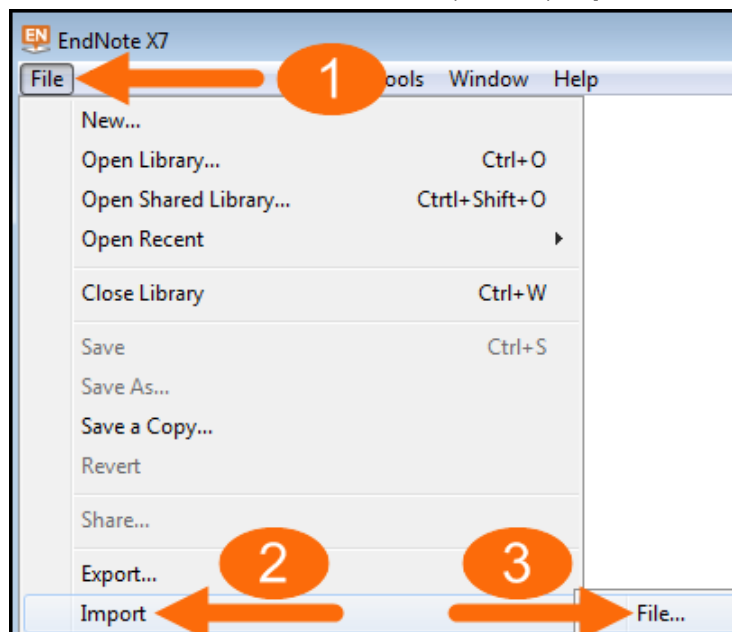 EN EndNote X7
File 1 ools Window Help
New...
Open Library... Ctrl+O
Open Shared Library... Ctrtl+Shift+O
Open Recent
Close Library Ctrl+W
Save Ctrl+S
Save As...
Save a Copy...
Revert
Share...
Export... 2 3
Import File...